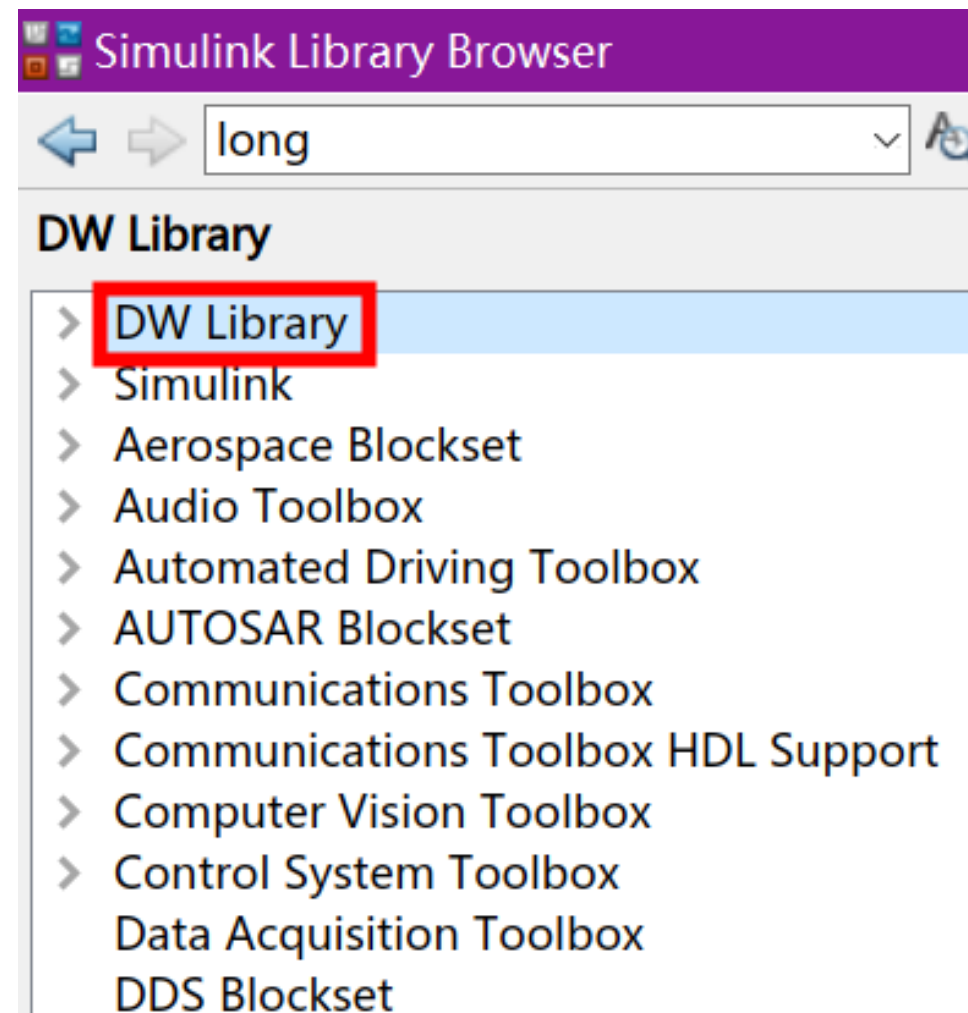 Simulink Library Browser
long
DW Library
DW Library
Simulink
Aerospace Blockset
Audio Toolbox
Automated Driving Toolbox
AUTOSAR Blockset
Communications Toolbox
Communications Toolbox HDL Support
Computer Vision Toolbox
Control System Toolbox
Data Acquisition Toolbox
DDS Blockset